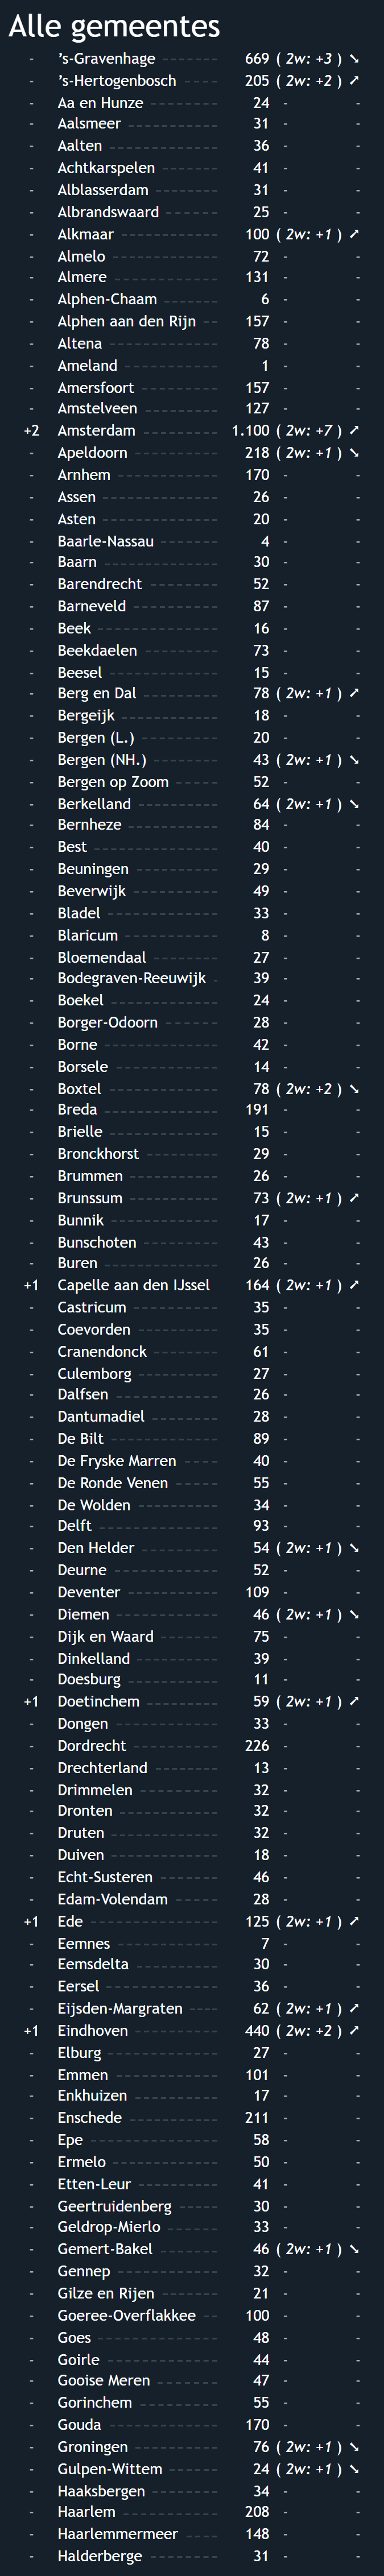 Alle gemeentes
- 's-Gravenhage 669 ( 2w: +3 ) ➘
- 's-Hertogenbosch 205 ( 2w: +2 ) ➚
- Aa en Hunze 24 - -
- Aalsmeer 31 - -
- Aalten 36 - -
- Achtkarspelen 41 - -
- Alblasserdam 31 - -
- Albrandswaard 25 - -
- Alkmaar 100 ( 2w: +1 ) ➚
- Almelo 72 - -
- Almere 131 - -
- Alphen-Chaam 6 - -
- Alphen aan den Rijn 157 - -
- Altena 78 - -
- Ameland 1 - -
- Amersfoort 157 - -
- Amstelveen 127 - -
+2 Amsterdam 1.100 ( 2w: +7 ) ➚
- Apeldoorn 218 ( 2w: +1 ) ➘
- Arnhem 170 - -
- Assen 26 - -
- Asten 20 - -
- Baarle-Nassau 4 - -
- Baarn 30 - -
- Barendrecht 52 - -
- Barneveld 87 - -
- Beek 16 - -
- Beekdaelen 73 - -
- Beesel 15 - -
- Berg en Dal 78 ( 2w: +1 ) ➚
- Bergeijk 18 - -
- Bergen (L.) 20 - -
- Bergen (NH.) 43 ( 2w: +1 ) ➘
- Bergen op Zoom 52 - -
- Berkelland 64 ( 2w: +1 ) ➘
- Bernheze 84 - -
- Best 40 - -
- Beuningen 29 - -
- Beverwijk 49 - -
- Bladel 33 - -
- Blaricum 8 - -
- Bloemendaal 27 - -
- Bodegraven-Reeuwijk 39 - -
- Boekel 24 - -
- Borger-Odoorn 28 - -
- Borne 42 - -
- Borsele 14 - -
- Boxtel 78 ( 2w: +2 ) ➘
- Breda 191 - -
- Brielle 15 - -
- Bronckhorst 29 - -
- Brummen 26 - -
- Brunssum 73 ( 2w: +1 ) ➚
- Bunnik 17 - -
- Bunschoten 43 - -
- Buren 26 - -
+1 Capelle aan den IJssel 164 ( 2w: +1 ) ➚
- Castricum 35 - -
- Coevorden 35 - -
- Cranendonck 61 - -
- Culemborg 27 - -
- Dalfsen 26 - -
- Dantumadiel 28 - -
- De Bilt 89 - -
- De Fryske Marren 40 - -
- De Ronde Venen 55 - -
- De Wolden 34 - -
- Delft 93 - -
- Den Helder 54 ( 2w: +1 ) ➘
- Deurne 52 - -
- Deventer 109 - -
- Diemen 46 ( 2w: +1 ) ➘
- Dijk en Waard 75 - -
- Dinkelland 39 - -
- Doesburg 11 - -
+1 Doetinchem 59 ( 2w: +1 ) ➚
- Dongen 33 - -
- Dordrecht 226 - -
- Drechterland 13 - -
- Drimmelen 32 - -
- Dronten 32 - -
- Druten 32 - -
- Duiven 18 - -
- Echt-Susteren 46 - -
- Edam-Volendam 28 - -
+1 Ede 125 ( 2w: +1 ) ➚
- Eemnes 7 - -
- Eemsdelta 30 - -
- Eersel 36 - -
- Eijsden-Margraten 62 ( 2w: +1 ) ➚
+1 Eindhoven 440 ( 2w: +2 ) ➚
- Elburg 27 - -
- Emmen 101 - -
- Enkhuizen 17 - -
- Enschede 211 - -
- Epe 58 - -
- Ermelo 50 - -
- Etten-Leur 41 - -
- Geertruidenberg 30 - -
- Geldrop-Mierlo 33 - -
- Gemert-Bakel 46 ( 2w: +1 ) ➘
- Gennep 32 - -
- Gilze en Rijen 21 - -
- Goeree-Overflakkee 100 - -
- Goes 48 - -
- Goirle 44 - -
- Gooise Meren 47 - -
- Gorinchem 55 - -
- Gouda 170 - -
- Groningen 76 ( 2w: +1 ) ➘
- Gulpen-Wittem 24 ( 2w: +1 ) ➘
- Haaksbergen 34 - -
- Haarlem 208 - -
- Haarlemmermeer 148 - -
- Halderberge 31 - -